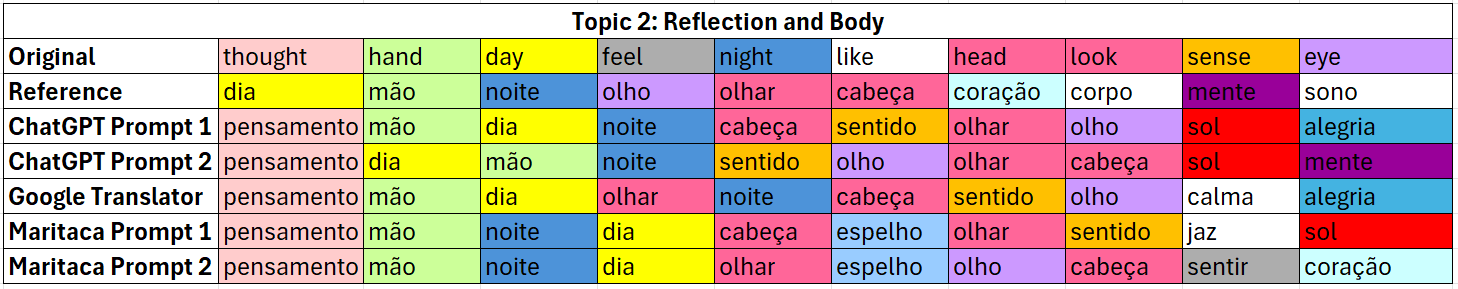 Topic 2: Reflection and Body
Original thought hand day feel night like head look sense eye
Reference dia mão noite olho olhar cabeça coração corpo mente sono
ChatGPT Prompt 1 pensamento mão dia noite cabeça sentido olhar olho sol alegria
ChatGPT Prompt 2 pensamento dia mão noite sentido olho olhar cabeça sol mente
Google Translator pensamento mão dia olhar noite cabeça sentido olho calma alegria
Maritaca Prompt 1 pensamento mão noite dia cabeça espelho olhar sentido jaz sol
Maritaca Prompt 2 pensamento mão noite dia olhar espelho olho cabeça sentir coração